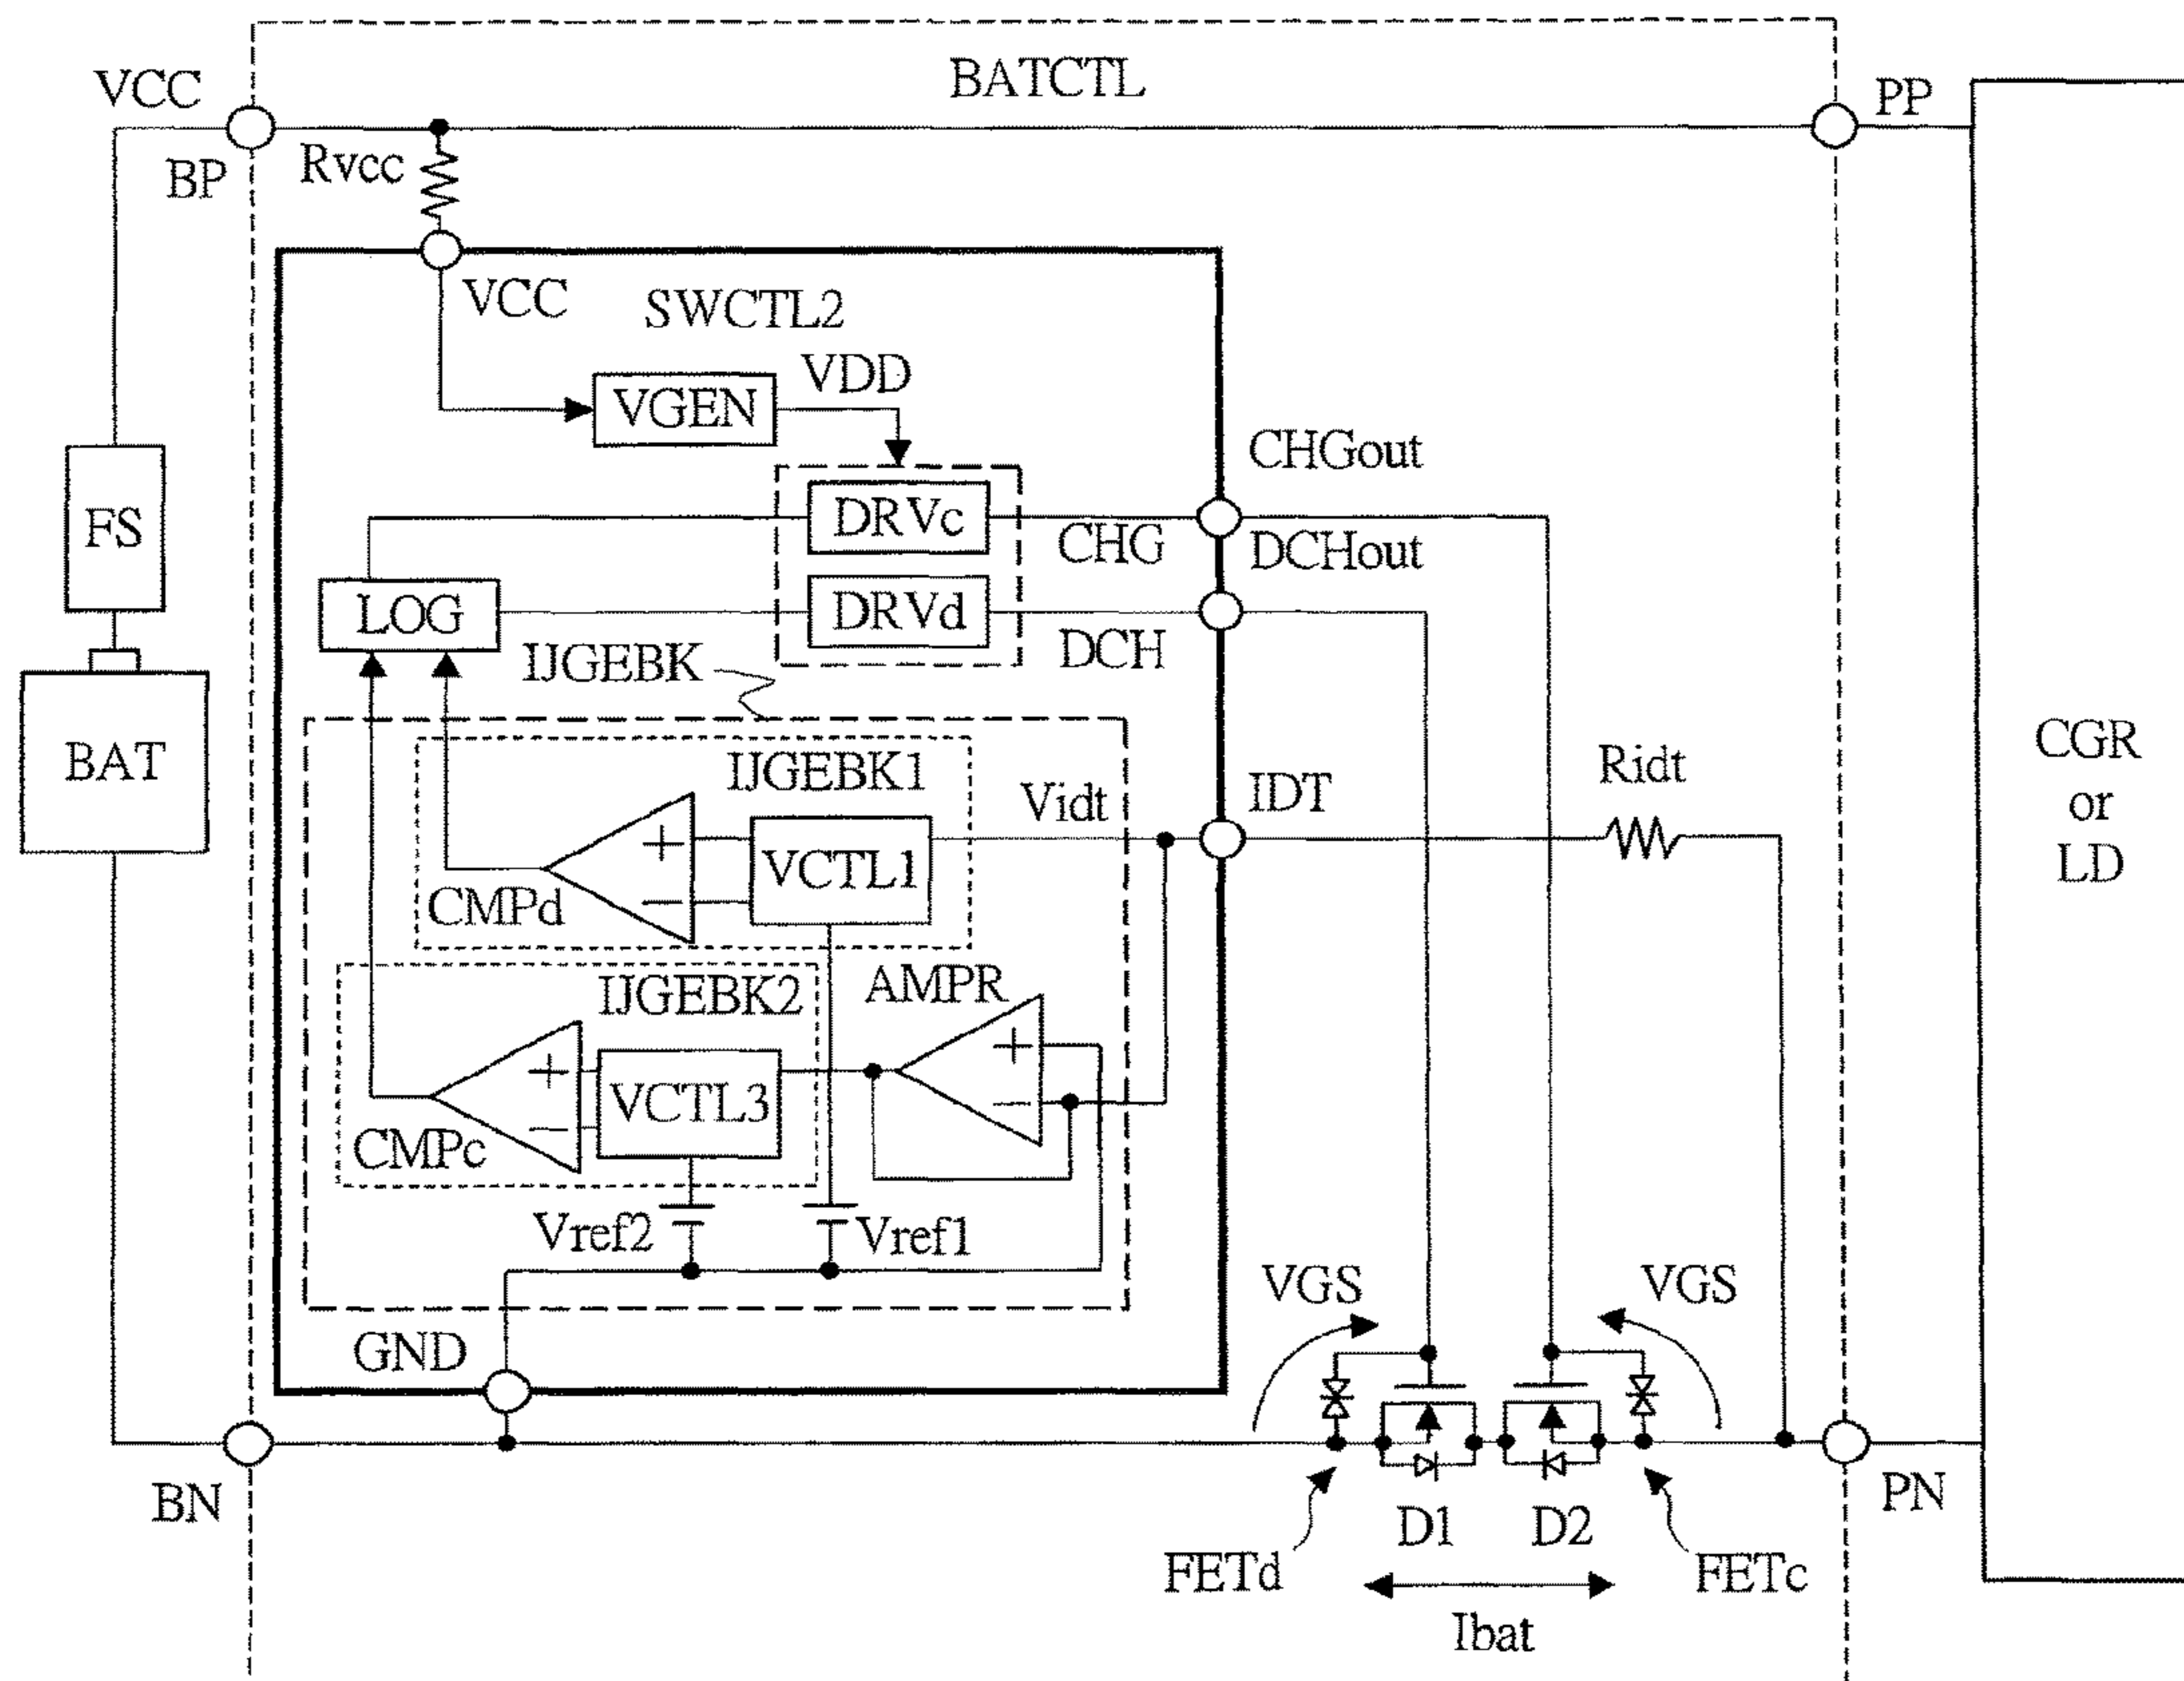 BATCTL
VCC
PP
BP
Rvcc
VCC
SWCTL2
VDD
VGEN
CHGout
FS
DRVc
CHG
DCHout
LOG
DRVd
DCH
IJGEBK
BAT
CGR
or
LD
IJGEBK1
Vidt
IDT
Ridt
+
VCTL1
−
CMPd
IJGEBK2
AMPR
+
+
VCTL3
−
−
CMPc
Vref2
Vref1
VGS
VGS
GND
BN
PN
D1
D2
FETd
FETc
Ibat